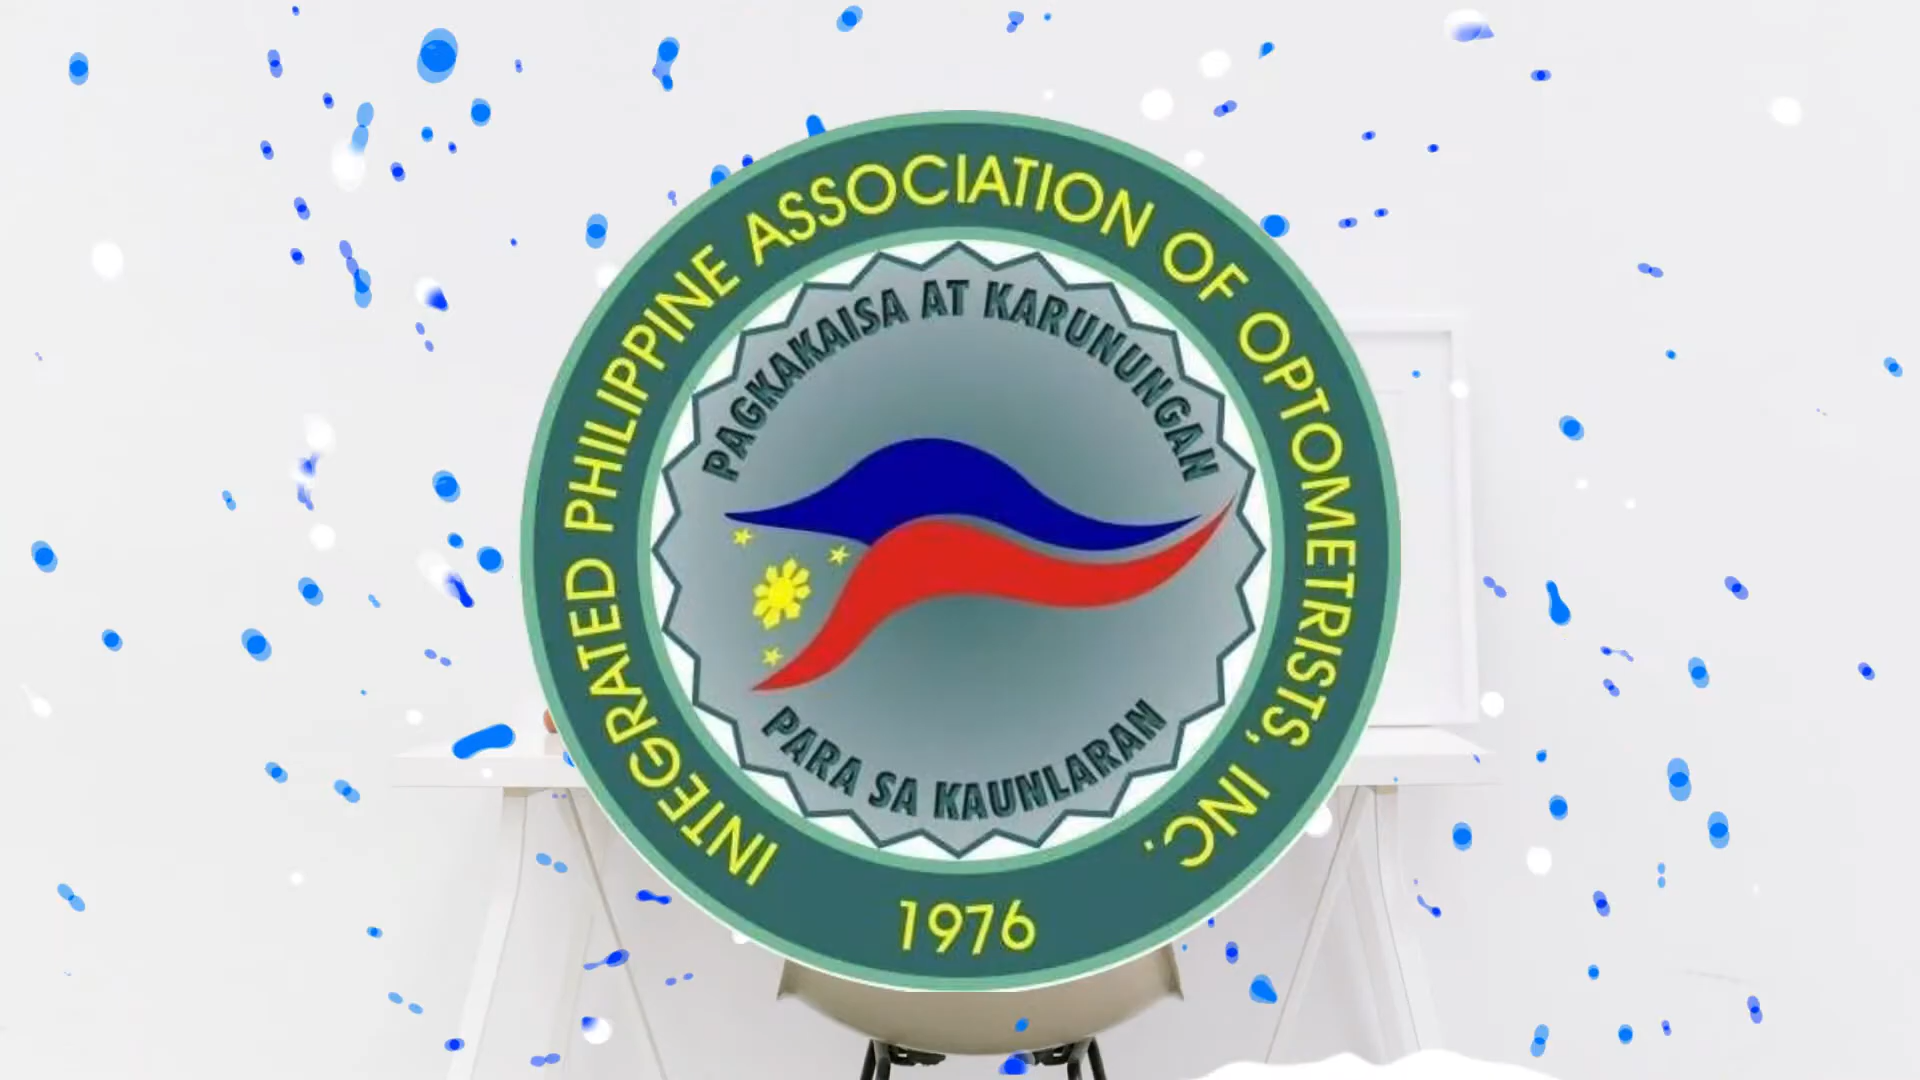 INTEGRATED PHILIPPINE ASSOCIATION OF OPTOMETRISTS, INC.
PAGKAKAISA AT KARUNUNGAN
PARA SA KAUNLARAN
1976